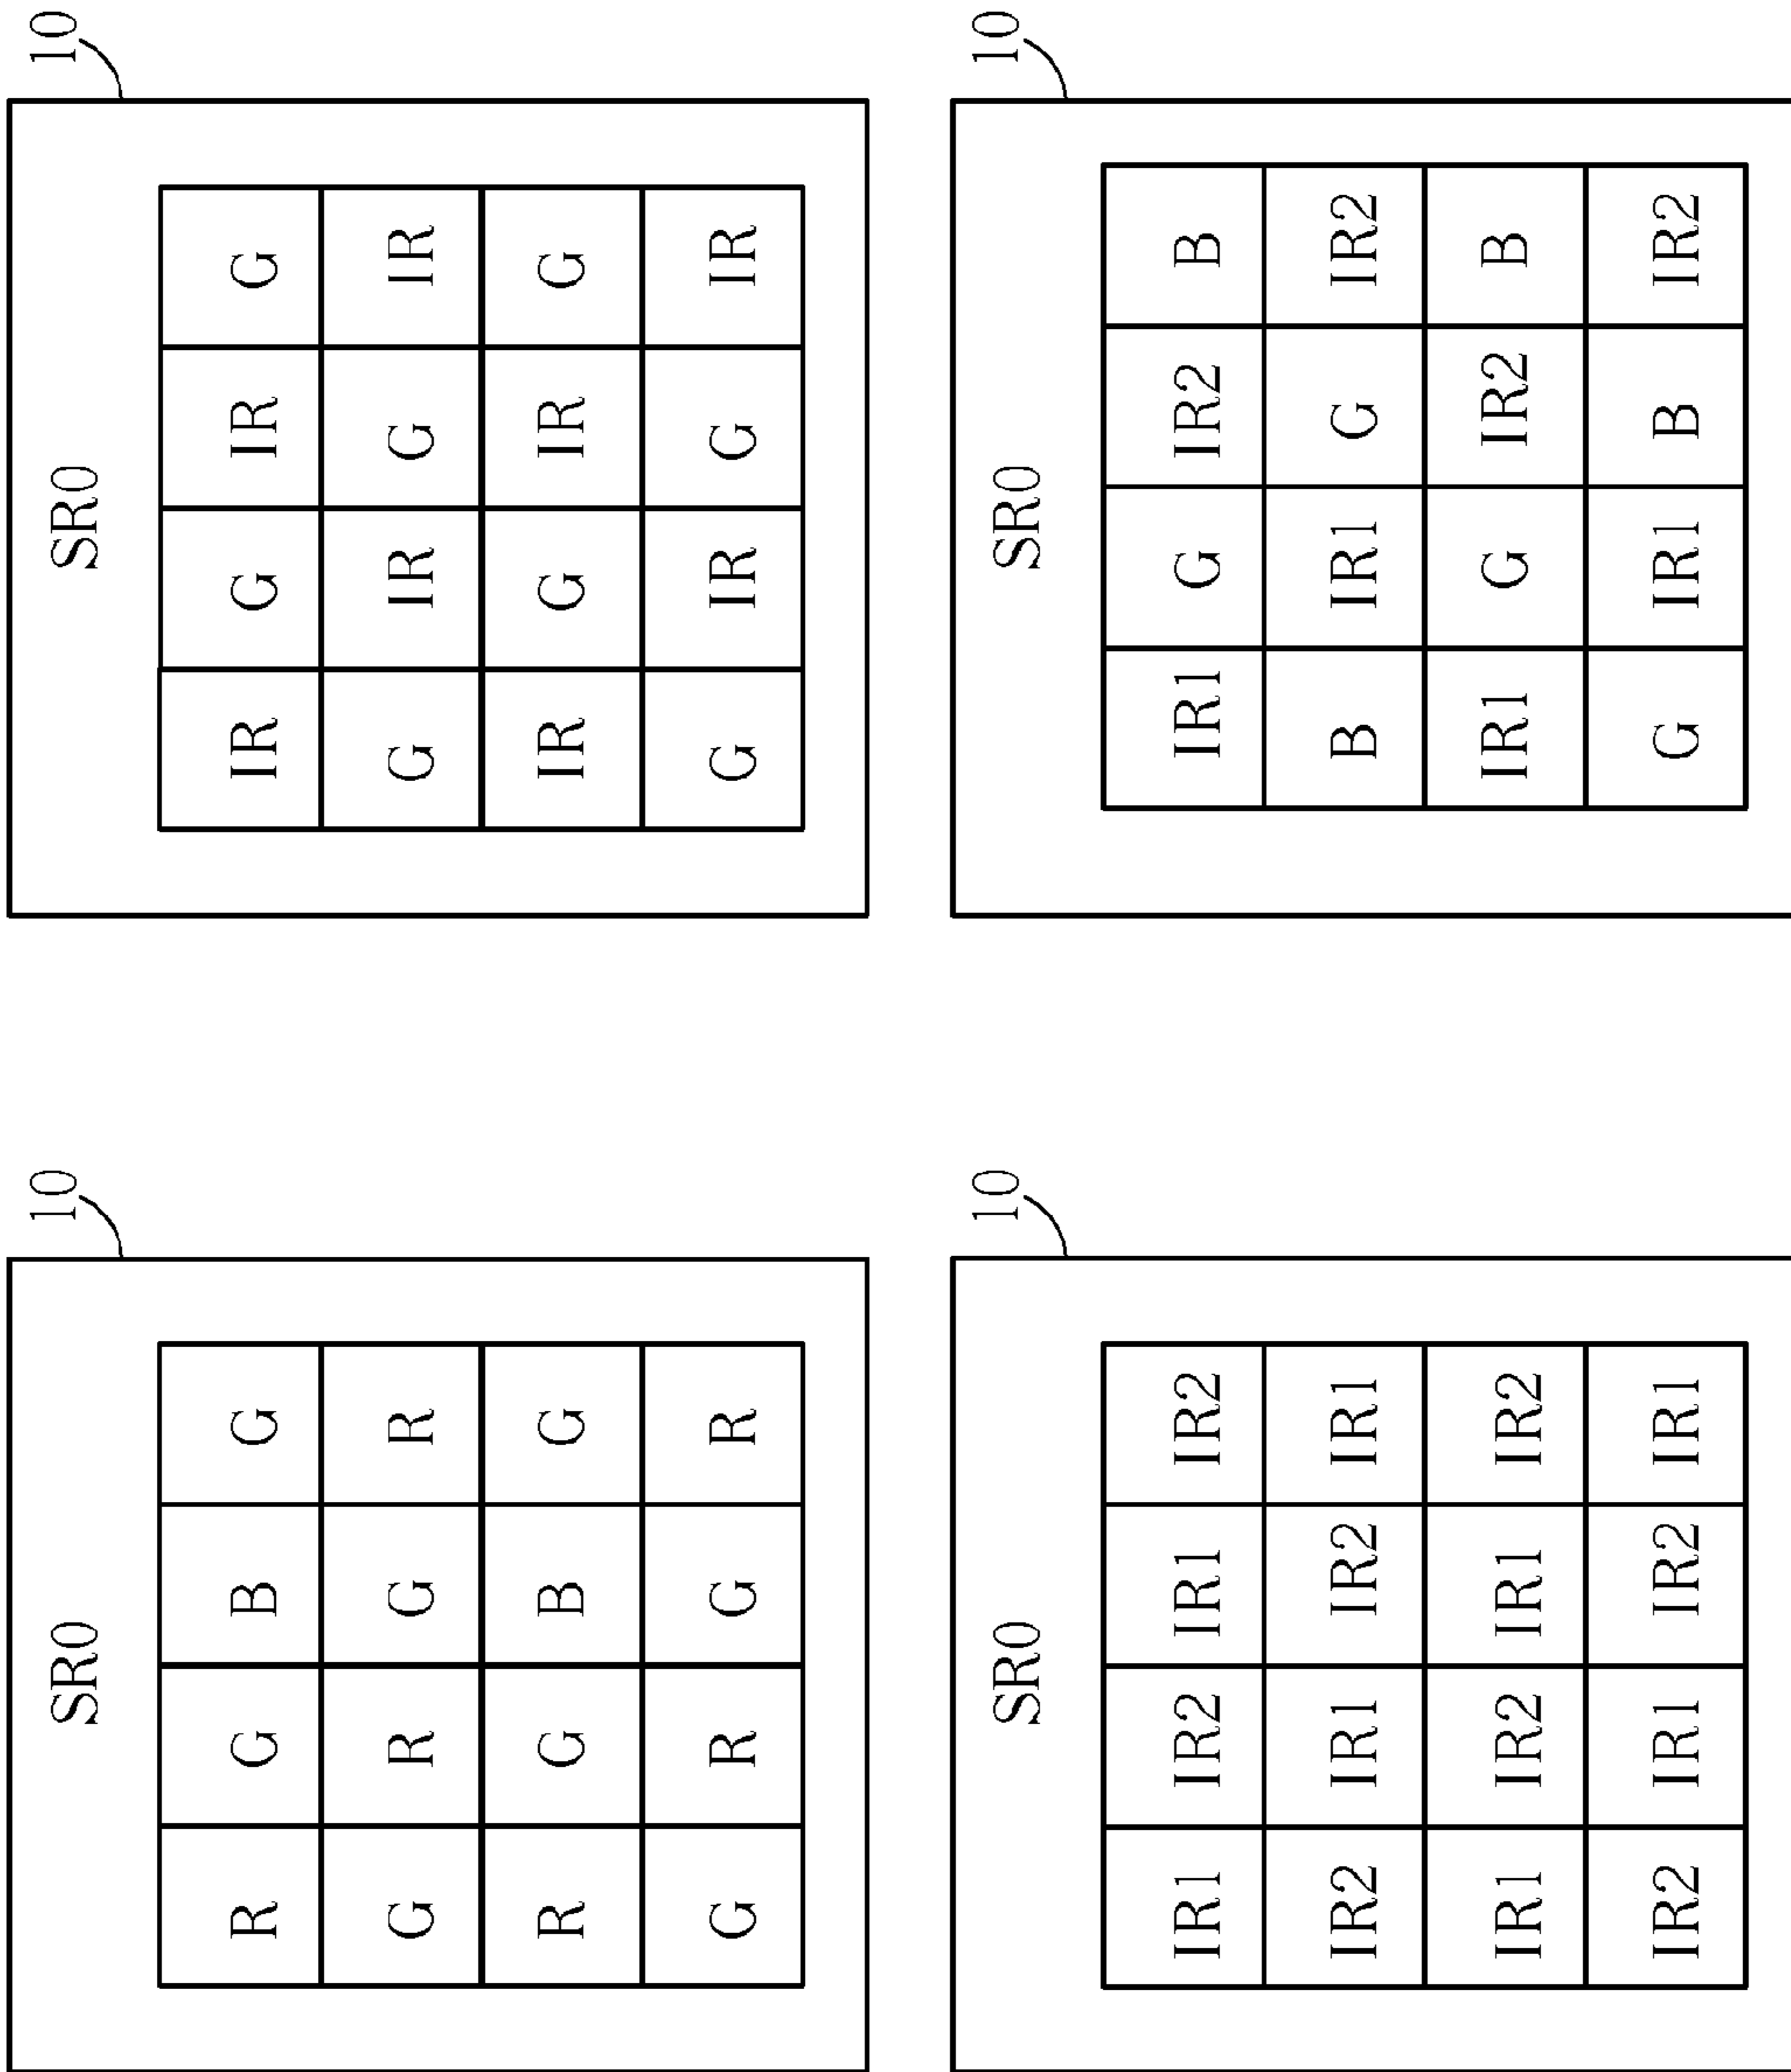 10
SR0
R G B G
G R G R
R G B G
G R G R
10
SR0
IR G IR G
G IR G IR
IR G IR G
G IR G IR
10
SR0
IR1 IR2 IR1 IR2
IR2 IR1 IR2 IR1
IR1 IR2 IR1 IR2
IR2 IR1 IR2 IR1
10
SR0
IR1 G IR2 B
B IR1 G IR2
IR1 G IR2 B
G IR1 B IR2